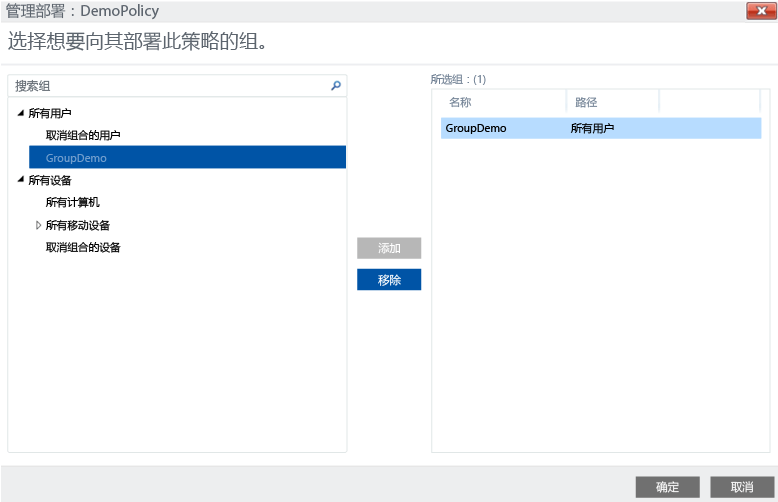 管理部署：DemoPolicy
选择想要向其部署此策略的组。
搜索组
所有用户
取消组合的用户
GroupDemo
所有设备
所有计算机
所有移动设备
取消组合的设备
添加
移除
所选组：(1)
名称 路径
GroupDemo 所有用户
确定 取消